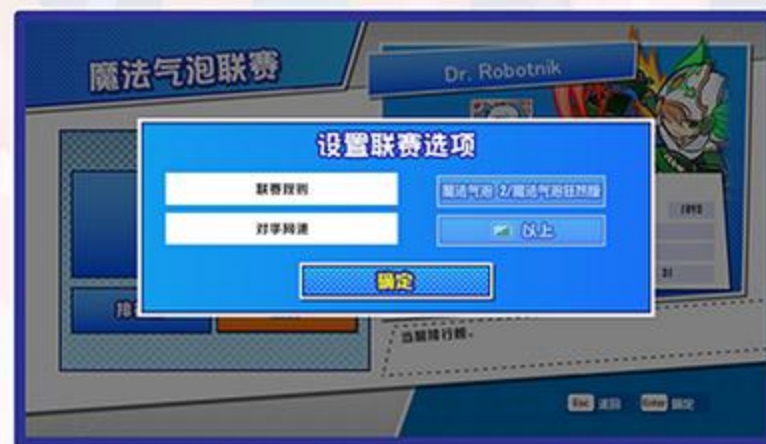 魔法气泡联赛
Dr. Robotnik
设置联赛选项
联赛规则
魔法气泡 2/魔法气泡狂热版
对手网速
以上
确定
当期排行榜。
Esc 返回 Enter 确定